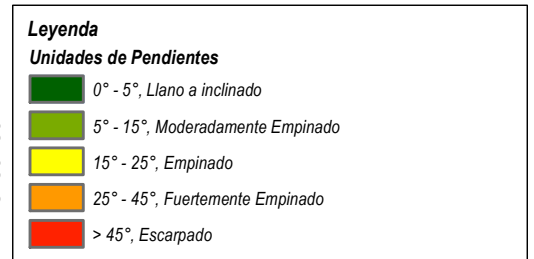 Leyenda
Unidades de Pendientes
0° - 5°, Llano a inclinado
5° - 15°, Moderadamente Empinado
15° - 25°, Empinado
25° - 45°, Fuertemente Empinado
> 45°, Escarpado